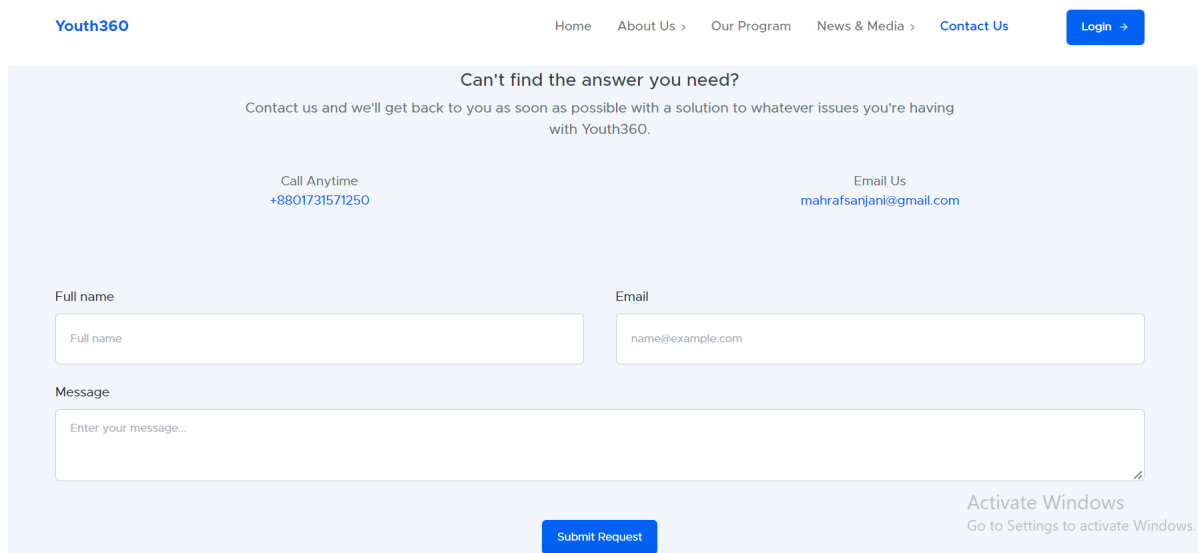 Youth360
Home About Us > Our Program News & Media > Contact Us Login →
Can't find the answer you need?
Contact us and we'll get back to you as soon as possible with a solution to whatever issues you're having
with Youth360.
Call Anytime
+8801731571250
Email Us
mahrafsanjani@gmail.com
Full name
Full name
Email
name@example.com
Message
Enter your message...
Submit Request
Activate Windows
Go to Settings to activate Windows.